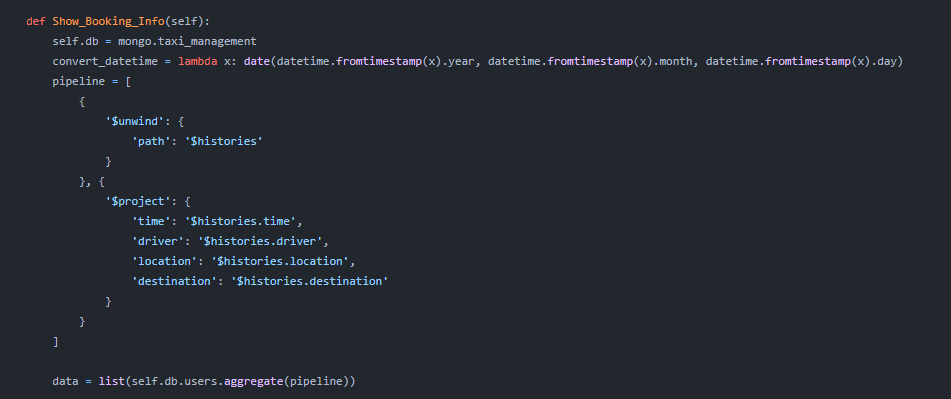 def Show_Booking_Info(self):
    self.db = mongo.taxi_management
    convert_datetime = lambda x: date(datetime.fromtimestamp(x).year, datetime.fromtimestamp(x).month, datetime.fromtimestamp(x).day)
    pipeline = [
        {
            '$unwind': {
                'path': '$histories'
            }
        }, {
            '$project': {
                'time': '$histories.time',
                'driver': '$histories.driver',
                'location': '$histories.location',
                'destination': '$histories.destination'
            }
        }
    ]
    data = list(self.db.users.aggregate(pipeline))